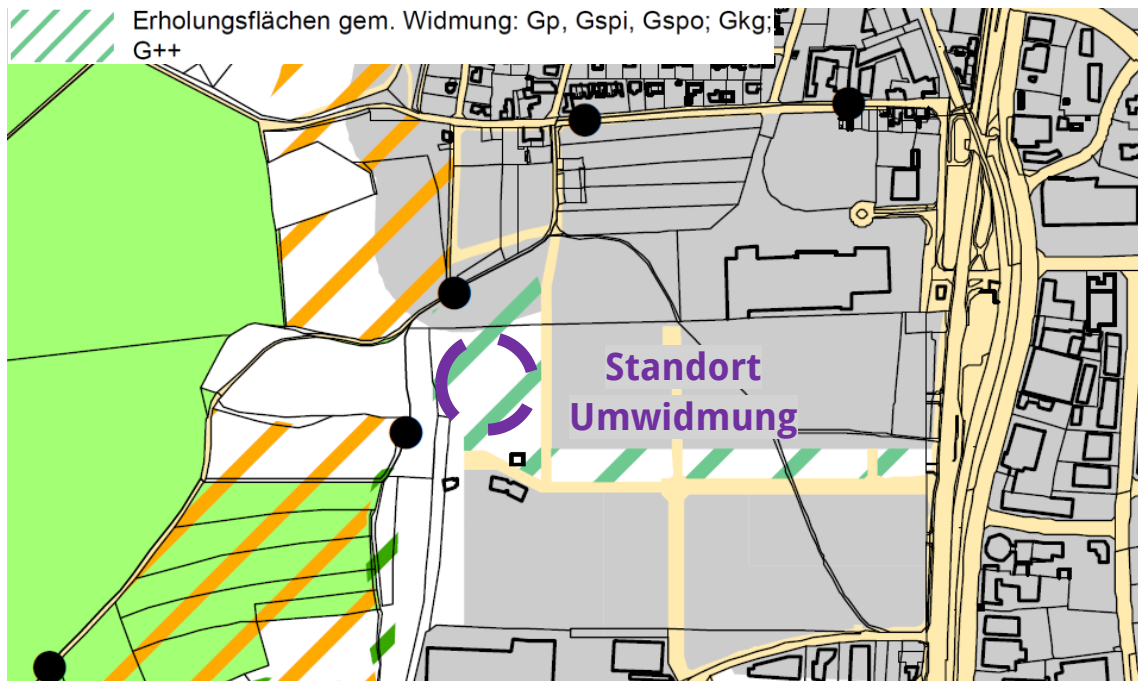 Erholungsflächen gem. Widmung: Gp, Gspi, Gspo; Gkg;
G++
Standort
Umwidmung